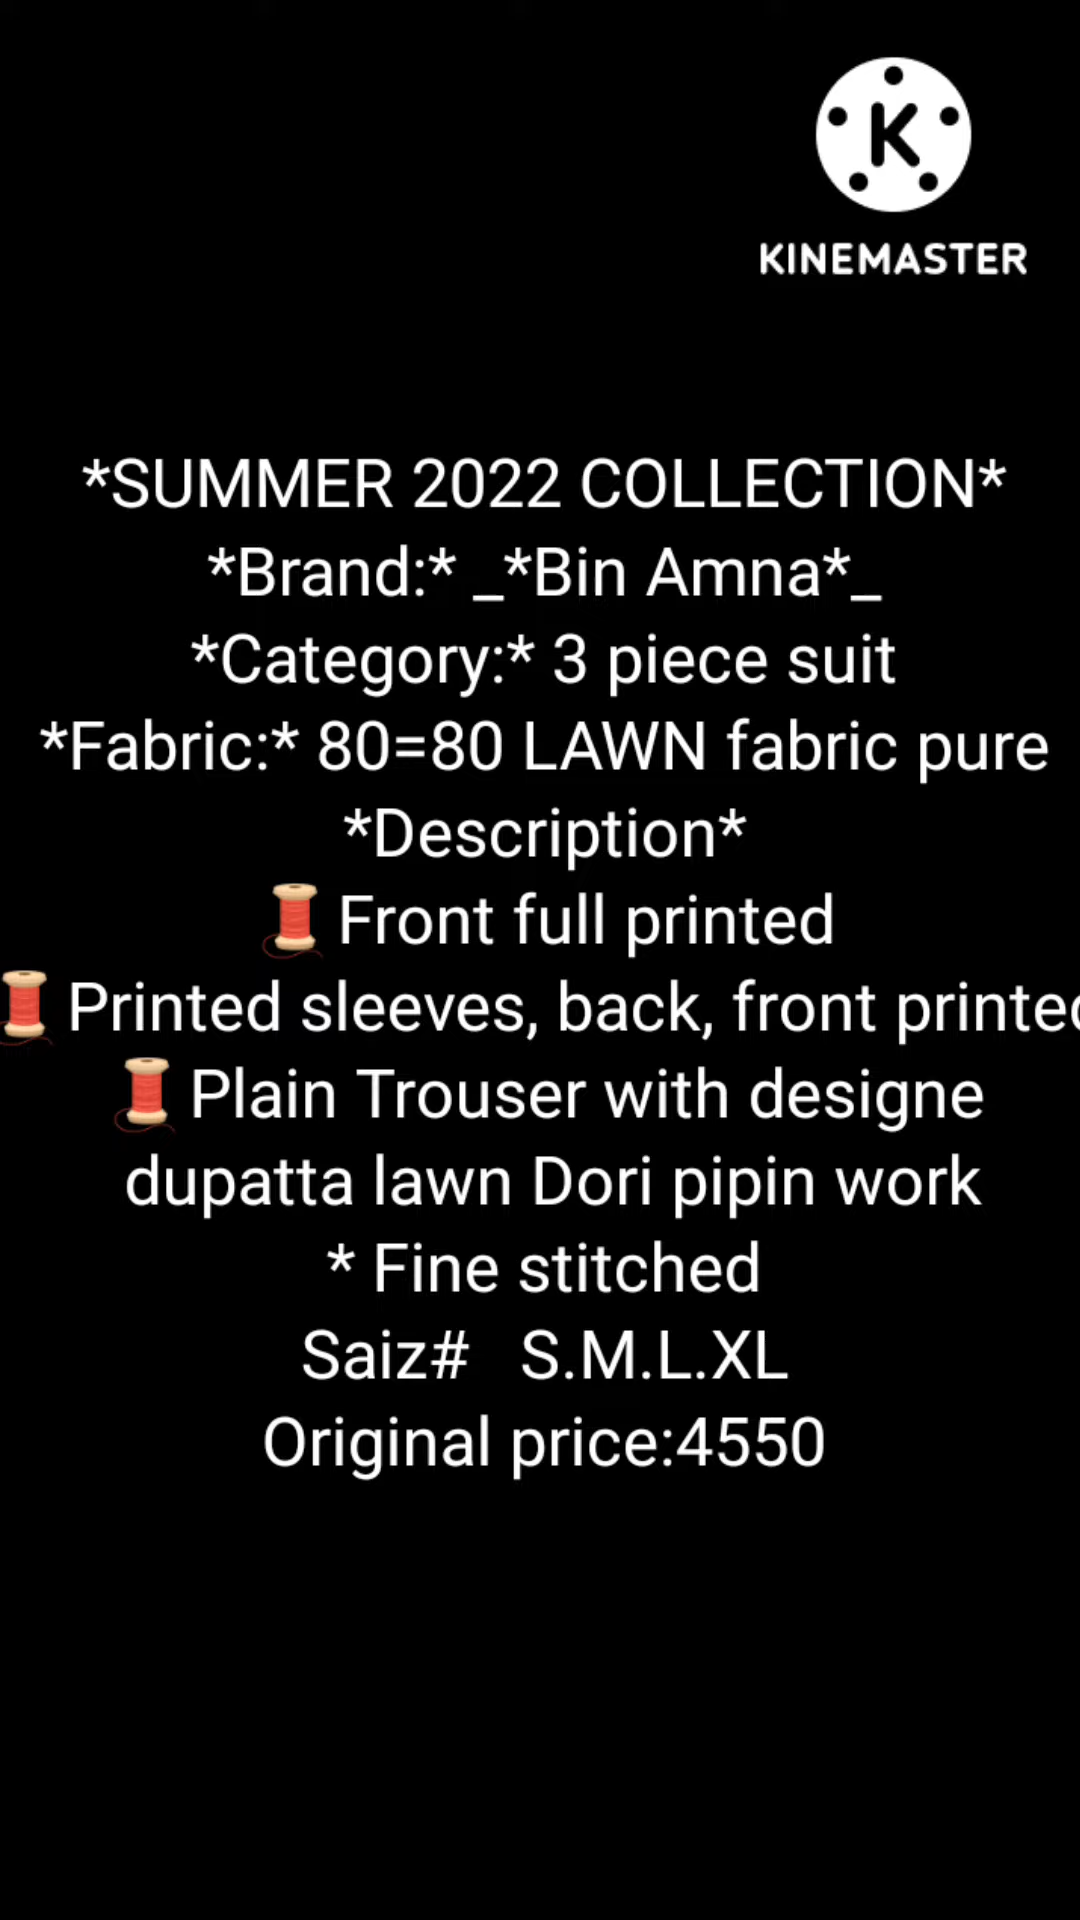 K
KINEMASTER
*SUMMER 2022 COLLECTION*
*Brand:* _*Bin Amna*_
*Category:* 3 piece suit
*Fabric:* 80=80 LAWN fabric pure
*Description*
🧵Front full printed
🧵Printed sleeves, back, front printed
🧵Plain Trouser with designe
dupatta lawn Dori pipin work
* Fine stitched
Saiz#   S.M.L.XL
Original price:4550